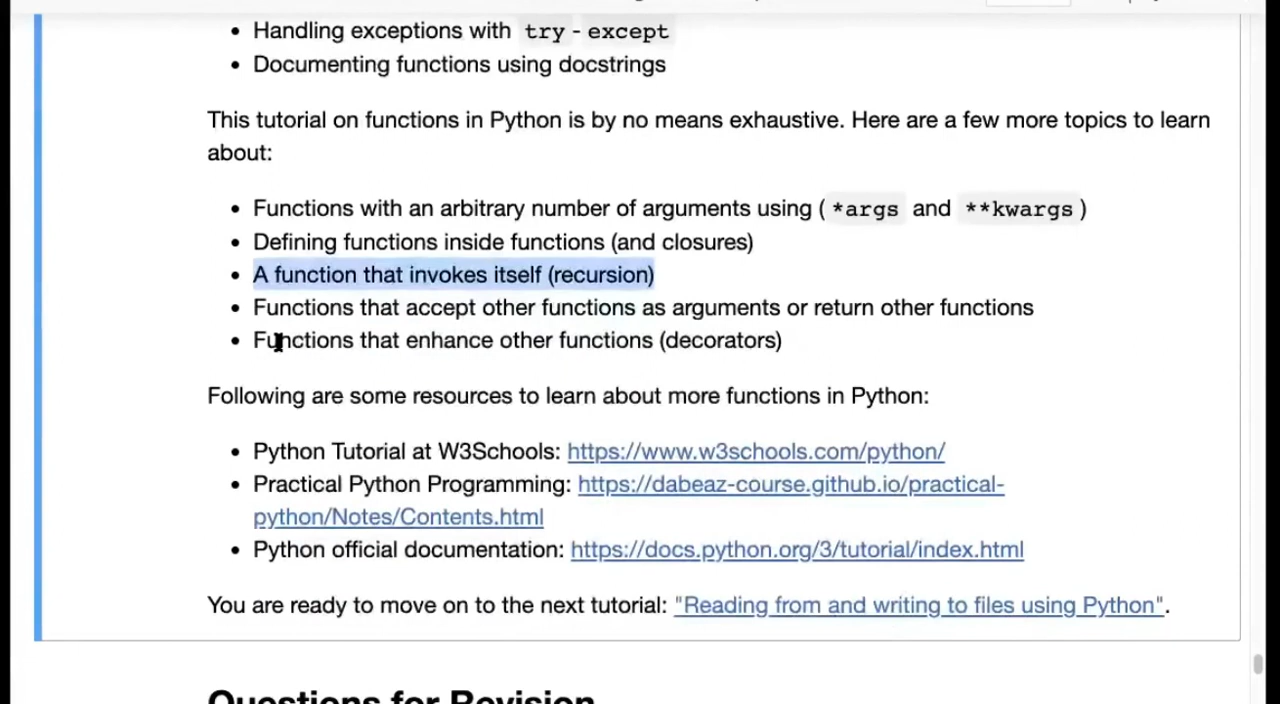 Handling exceptions with try - except
Documenting functions using docstrings
This tutorial on functions in Python is by no means exhaustive. Here are a few more topics to learn
about:
Functions with an arbitrary number of arguments using ( *args and **kwargs )
Defining functions inside functions (and closures)
A function that invokes itself (recursion)
Functions that accept other functions as arguments or return other functions
Functions that enhance other functions (decorators)
Following are some resources to learn about more functions in Python:
Python Tutorial at W3Schools: https://www.w3schools.com/python/
Practical Python Programming: https://dabeaz-course.github.io/practical-
python/Notes/Contents.html
Python official documentation: https://docs.python.org/3/tutorial/index.html
You are ready to move on to the next tutorial: "Reading from and writing to files using Python".
Questions for Revision